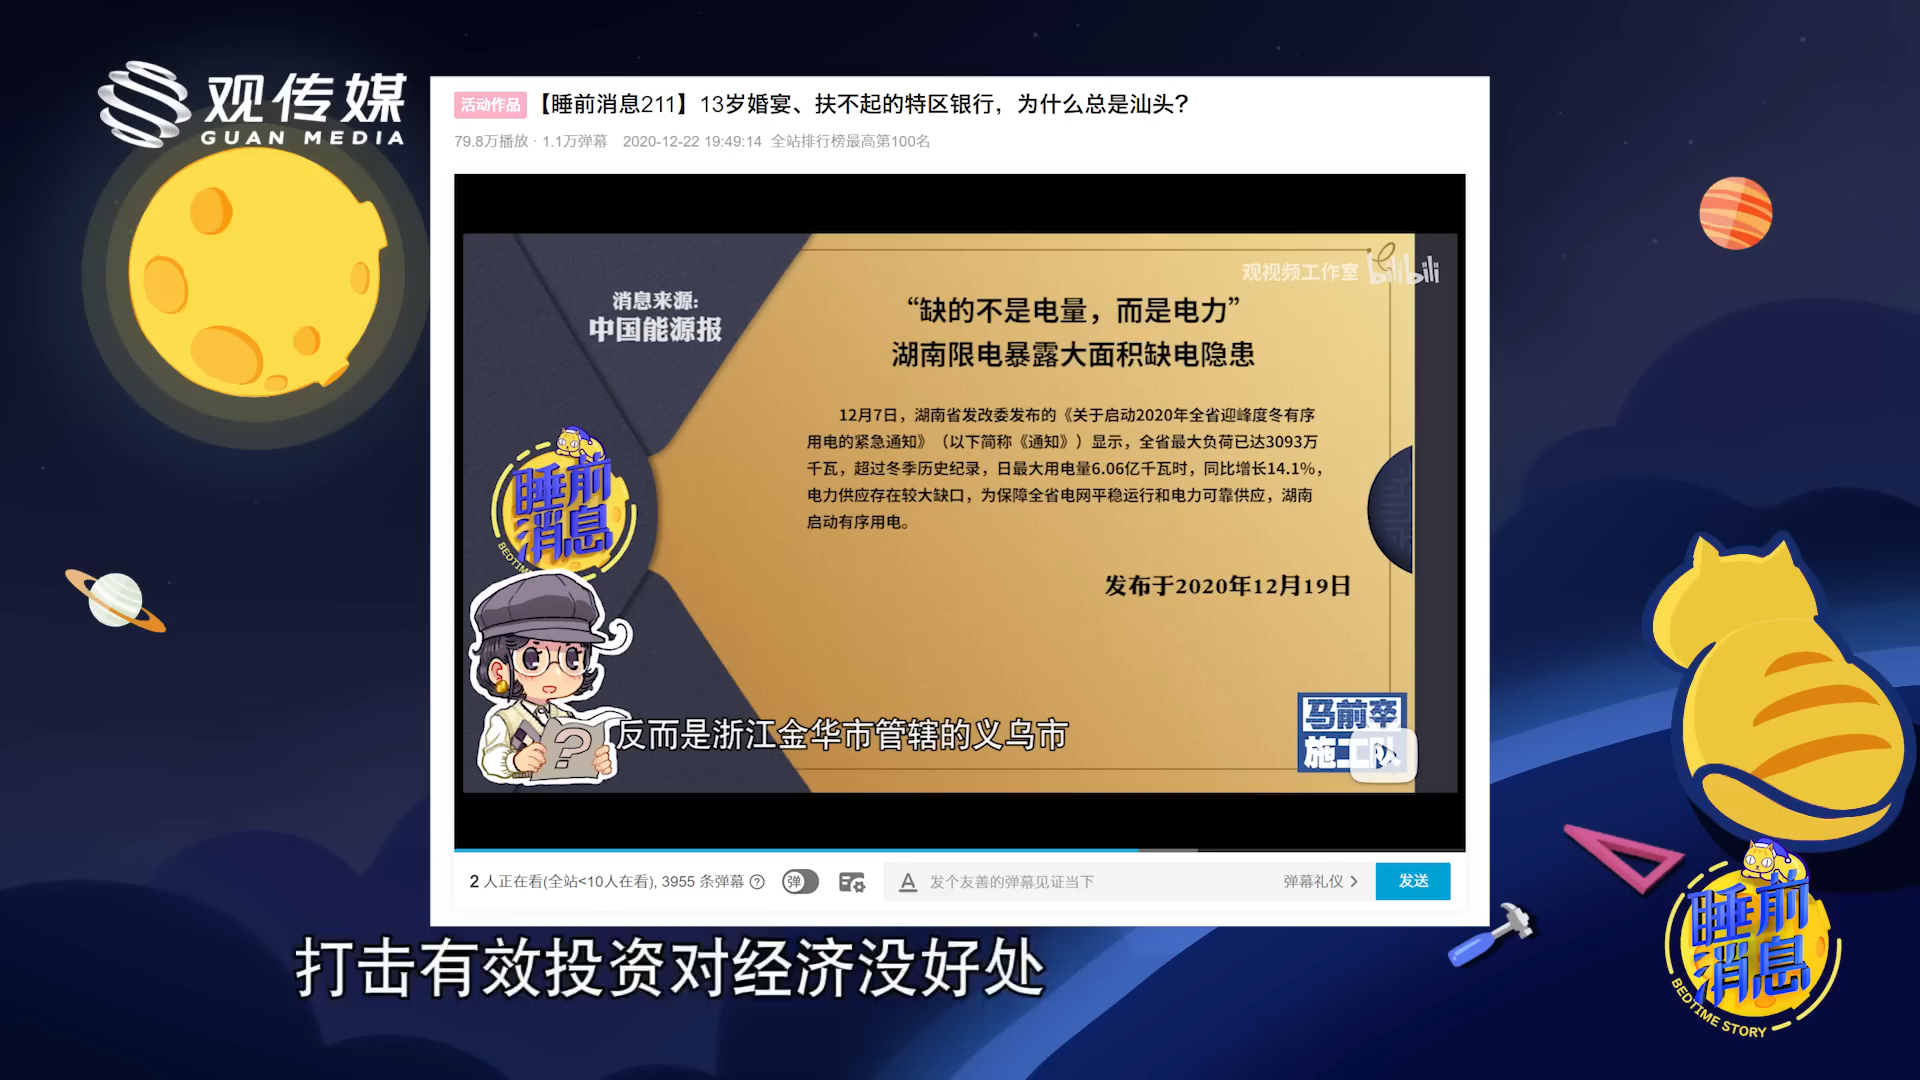 观传媒
GUAN MEDIA
活动作品 【睡前消息211】13岁婚宴、扶不起的特区银行，为什么总是汕头？
79.8万播放 · 1.1万弹幕 2020-12-22 19:49:14 全站排行榜最高第100名
观视频工作室 bilibili
消息来源:
中国能源报
“缺的不是电量，而是电力”
湖南限电暴露大面积缺电隐患
12月7日，湖南省发改委发布的《关于启动2020年全省迎峰度冬有序
用电的紧急通知》（以下简称《通知》）显示，全省最大负荷已达3093万
千瓦，超过冬季历史纪录，日最大用电量6.06亿千瓦时，同比增长14.1%，
电力供应存在较大缺口，为保障全省电网平稳运行和电力可靠供应，湖南
启动有序用电。
发布于2020年12月19日
睡前
消息
BEDTIM
?
反而是浙江金华市管辖的义乌市
马前卒
施工队
2 人正在看(全站<10人在看), 3955 条弹幕 ?
弹
A 发个友善的弹幕见证当下
弹幕礼仪 >
发送
打击有效投资对经济没好处
睡前
消息
BEDTIME STORY